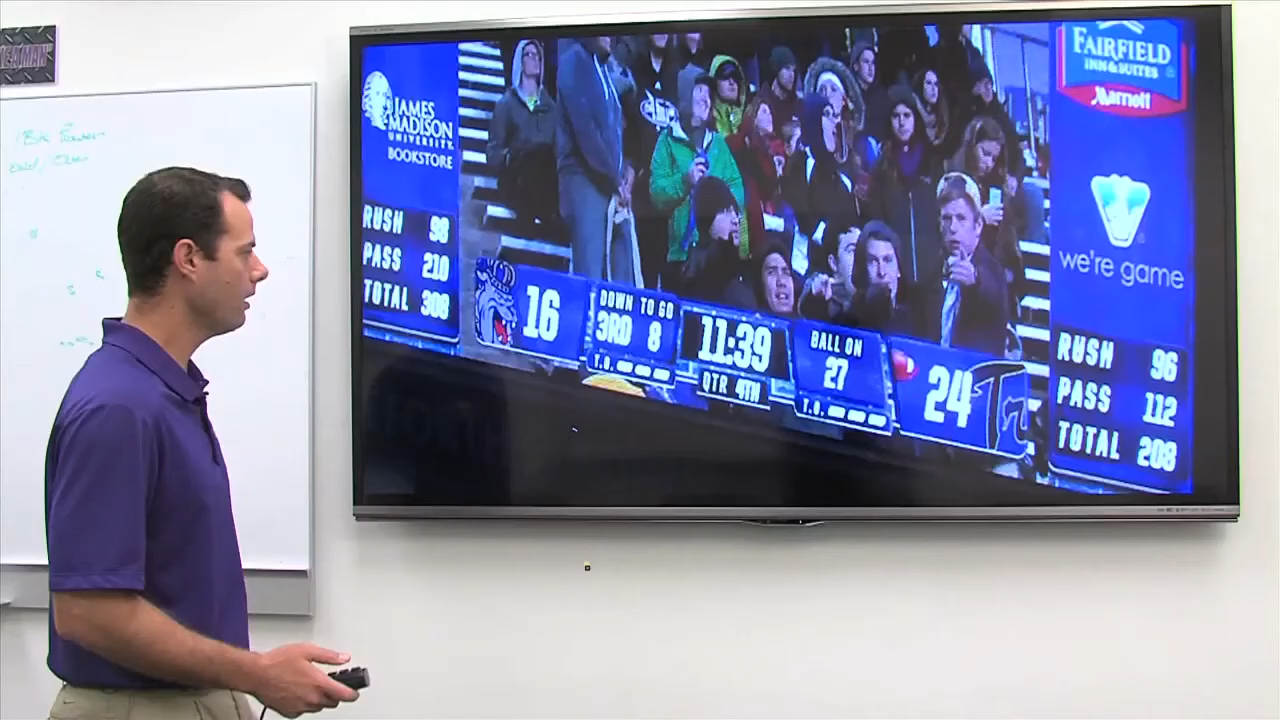 JAMES
MADISON
UNIVERSITY
BOOKSTORE
RUSH 98
PASS 210
TOTAL 308
16
DOWN TO GO
3RD 8
T.O.
11:39
QTR 4TH
BALL ON
27
T.O.
24
FAIRFIELD
INN & SUITES
Marriott
we're game
RUSH 96
PASS 112
TOTAL 208